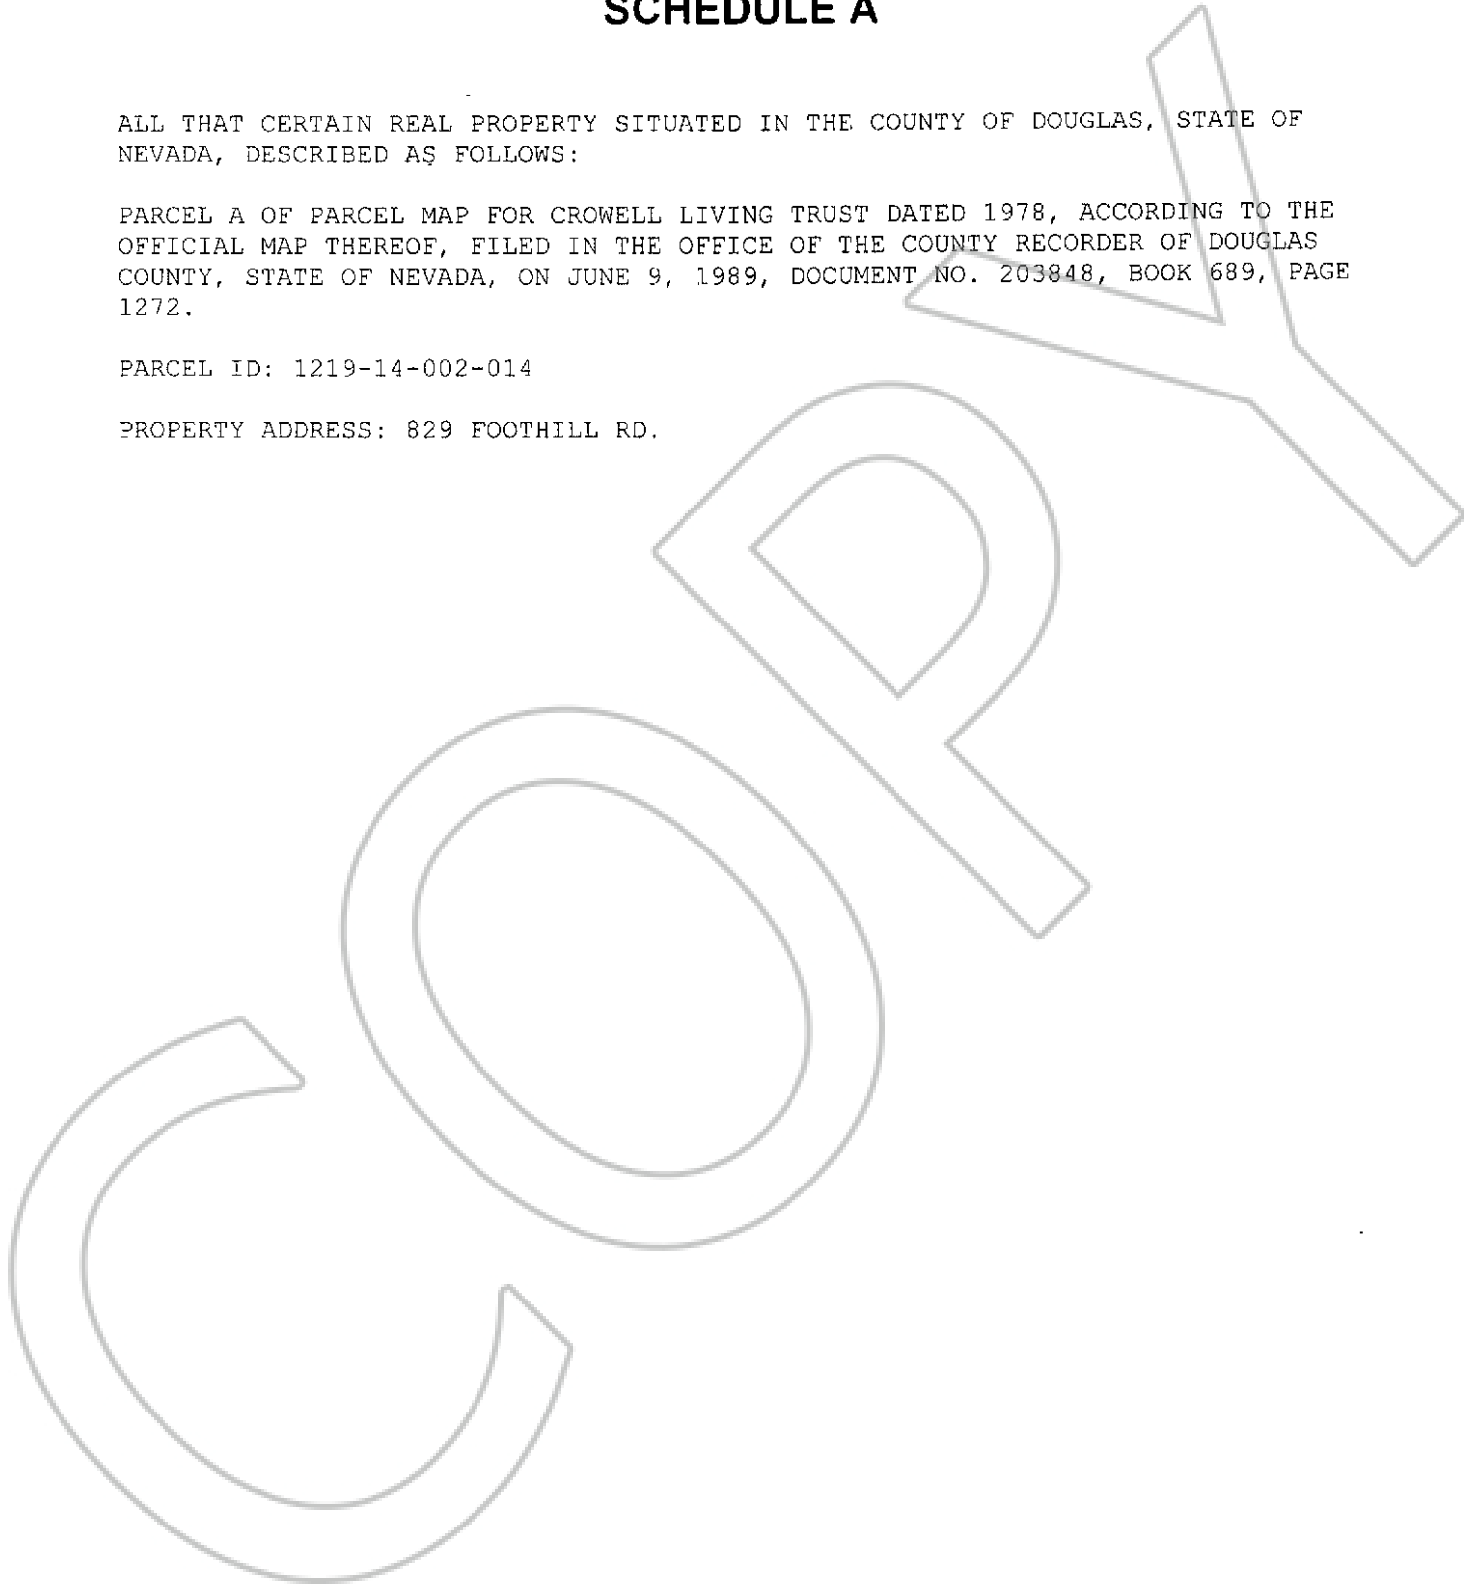 SCHEDULE A
ALL THAT CERTAIN REAL PROPERTY SITUATED IN THE COUNTY OF DOUGLAS, STATE OF
NEVADA, DESCRIBED AS FOLLOWS:
PARCEL A OF PARCEL MAP FOR CROWELL LIVING TRUST DATED 1978, ACCORDING TO THE
OFFICIAL MAP THEREOF, FILED IN THE OFFICE OF THE COUNTY RECORDER OF DOUGLAS
COUNTY, STATE OF NEVADA, ON JUNE 9, 1989, DOCUMENT NO. 203848, BOOK 689, PAGE
1272.
PARCEL ID: 1219-14-002-014
PROPERTY ADDRESS: 829 FOOTHILL RD.
COPY